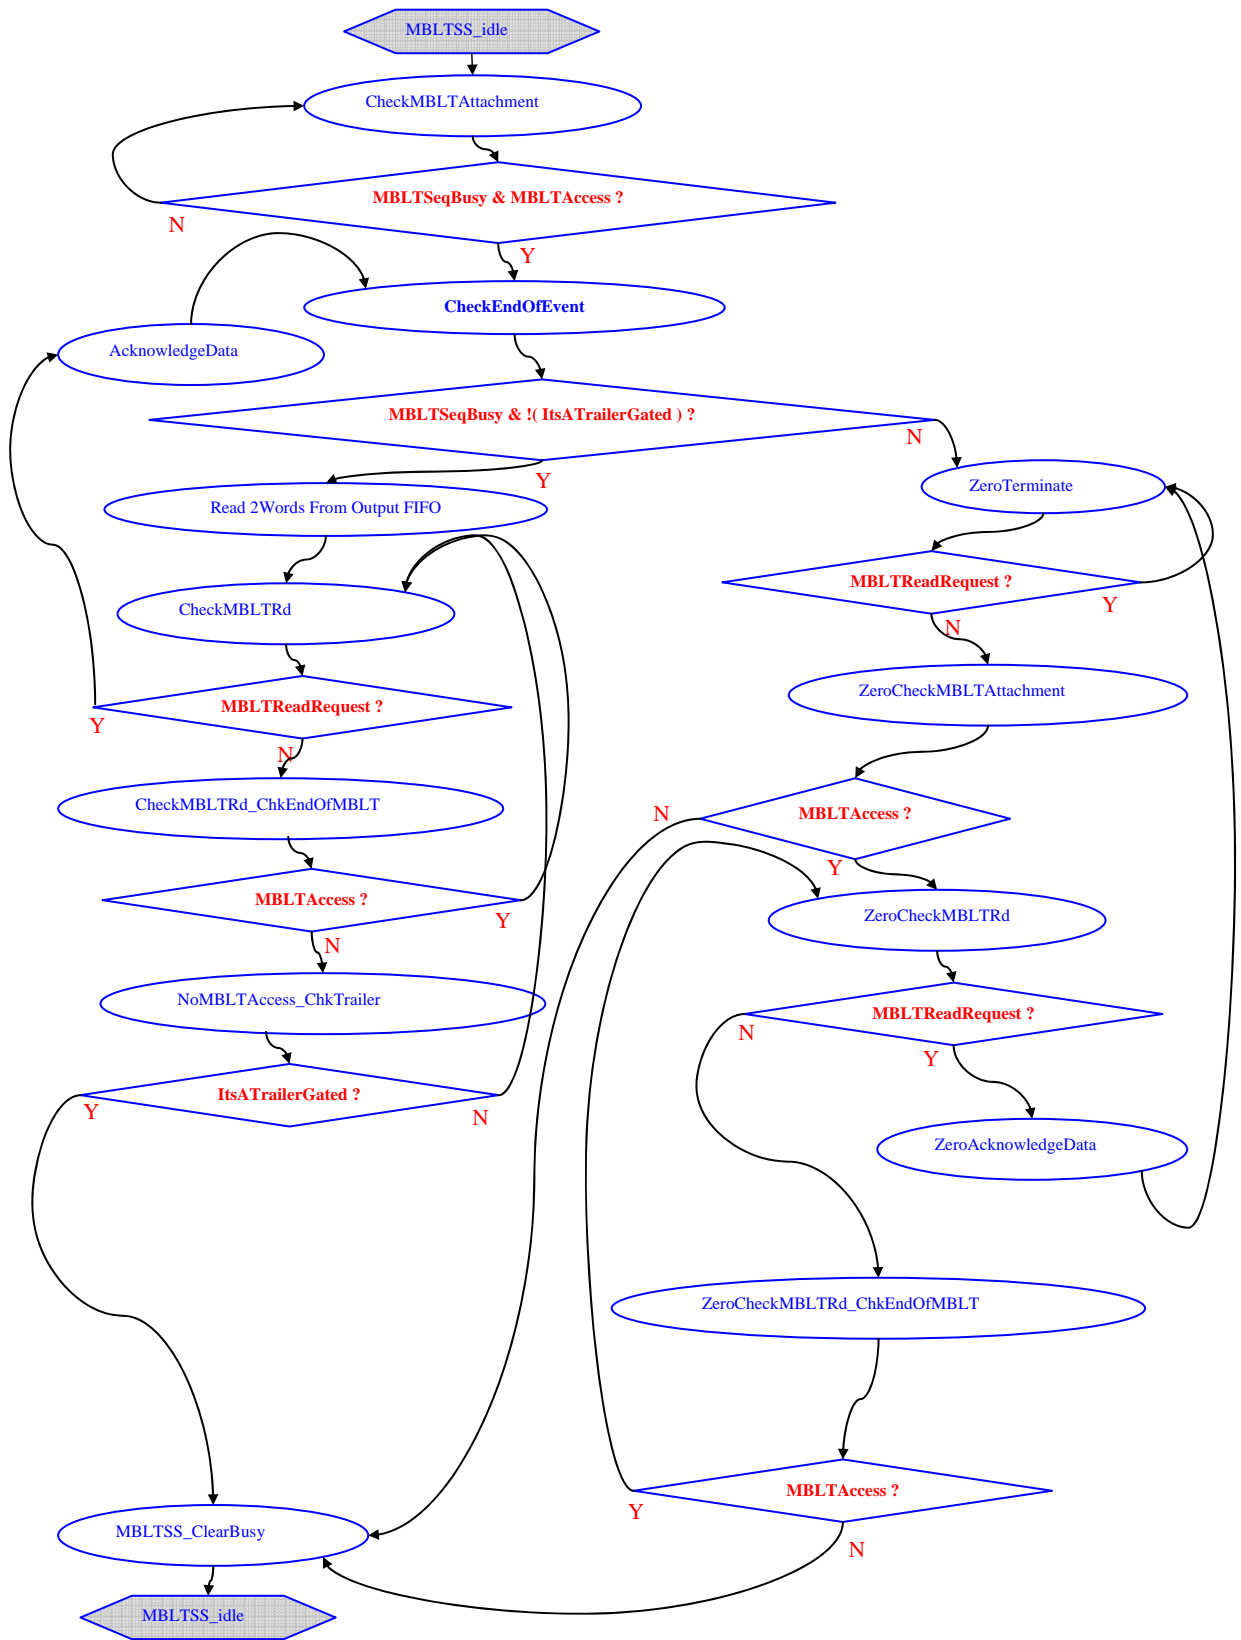 MBLTSS_idle
CheckMBLTAttachment
MBLTSeqBusy & MBLTAccess ?
N
Y
CheckEndOfEvent
AcknowledgeData
MBLTSeqBusy & !( ItsATrailerGated ) ?
N
Y
Read 2Words From Output FIFO
ZeroTerminate
CheckMBLTRd
MBLTReadRequest ?
Y
N
ZeroCheckMBLTAttachment
MBLTReadRequest ?
Y
N
CheckMBLTRd_ChkEndOfMBLT
MBLTAccess ?
N
Y
MBLTAccess ?
Y
N
ZeroCheckMBLTRd
NoMBLTAccess_ChkTrailer
MBLTReadRequest ?
N
Y
ItsATrailerGated ?
Y
N
ZeroAcknowledgeData
ZeroCheckMBLTRd_ChkEndOfMBLT
MBLTAccess ?
Y
N
MBLTSS_ClearBusy
MBLTSS_idle